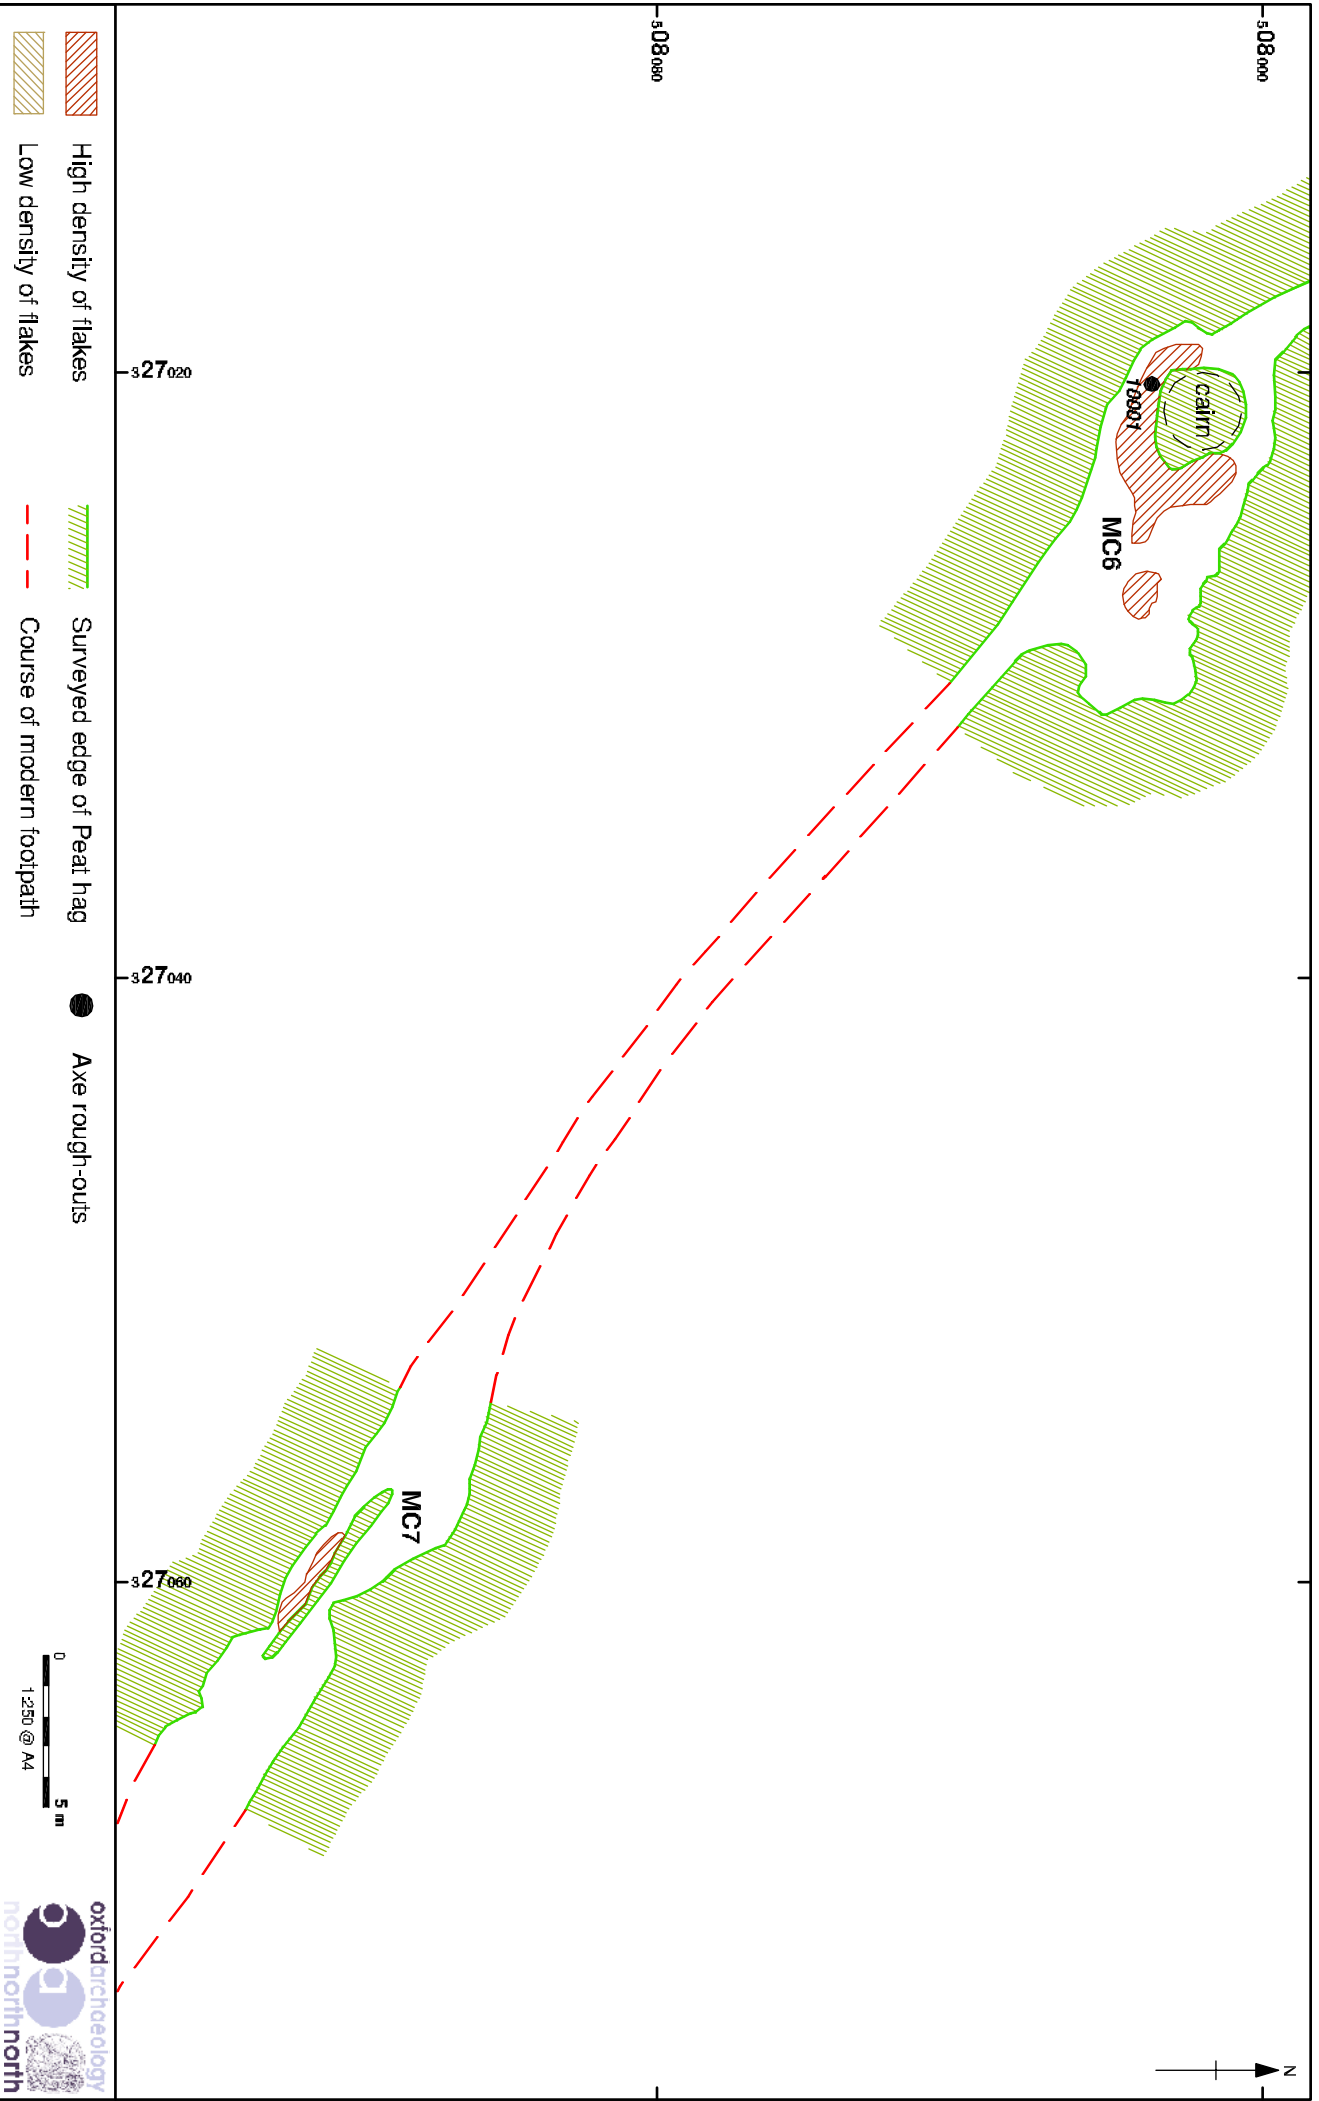 508000
508080
N
cairn
10001
MC6
MC7
327020
327040
327060
High density of flakes
Low density of flakes
Surveyed edge of Peat hag
Course of modern footpath
Axe rough-outs
0
5 m
1:250 @ A4
oxfordarchaeology
northnorthnorth